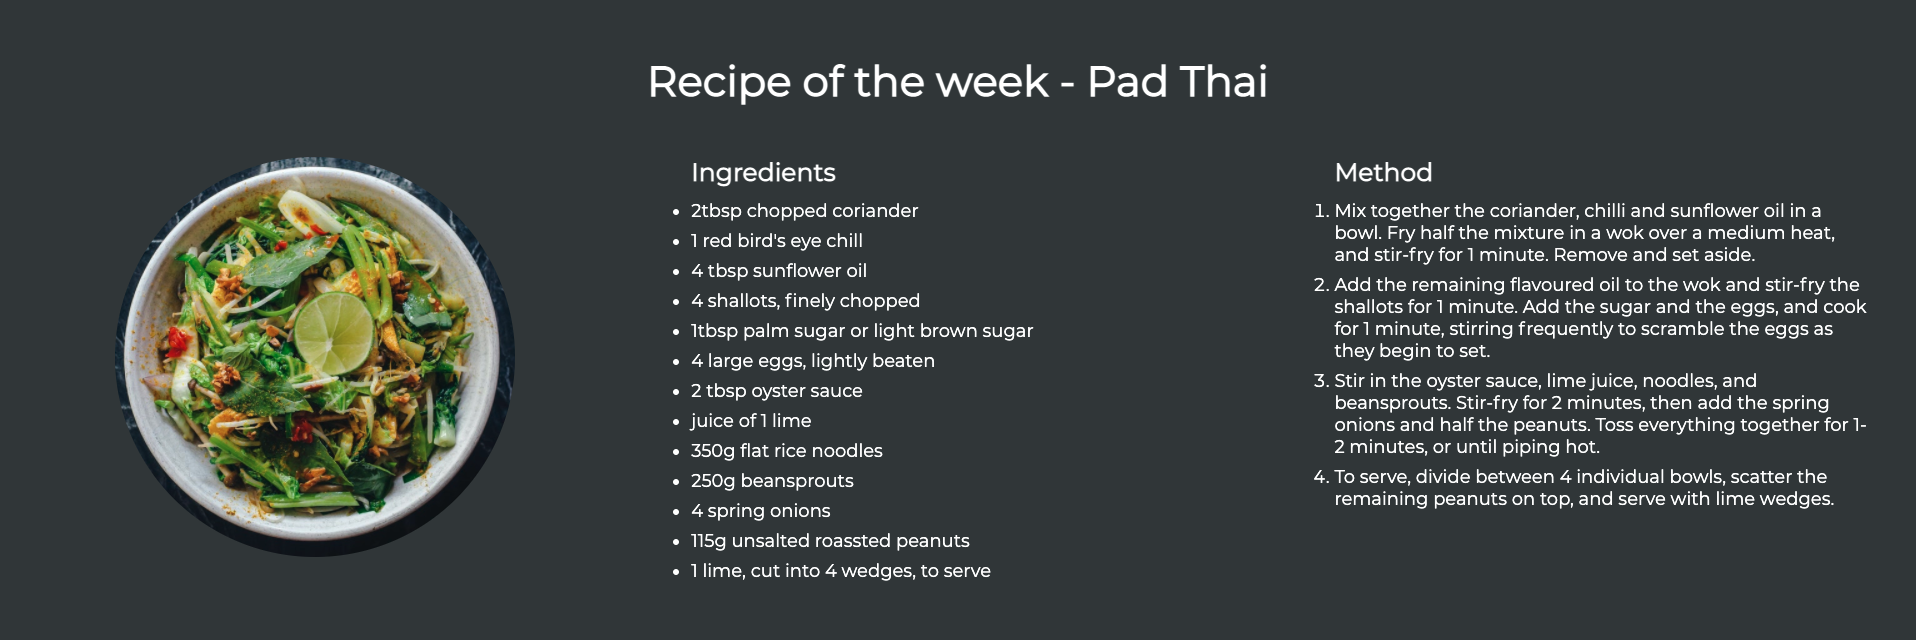 Recipe of the week - Pad Thai
Ingredients
2tbsp chopped coriander
1 red bird's eye chill
4 tbsp sunflower oil
4 shallots, finely chopped
1tbsp palm sugar or light brown sugar
4 large eggs, lightly beaten
2 tbsp oyster sauce
juice of 1 lime
350g flat rice noodles
250g beansprouts
4 spring onions
115g unsalted roassted peanuts
1 lime, cut into 4 wedges, to serve
Method
1. Mix together the coriander, chilli and sunflower oil in a
bowl. Fry half the mixture in a wok over a medium heat,
and stir-fry for 1 minute. Remove and set aside.
2. Add the remaining flavoured oil to the wok and stir-fry the
shallots for 1 minute. Add the sugar and the eggs, and cook
for 1 minute, stirring frequently to scramble the eggs as
they begin to set.
3. Stir in the oyster sauce, lime juice, noodles, and
beansprouts. Stir-fry for 2 minutes, then add the spring
onions and half the peanuts. Toss everything together for 1-
2 minutes, or until piping hot.
4. To serve, divide between 4 individual bowls, scatter the
remaining peanuts on top, and serve with lime wedges.